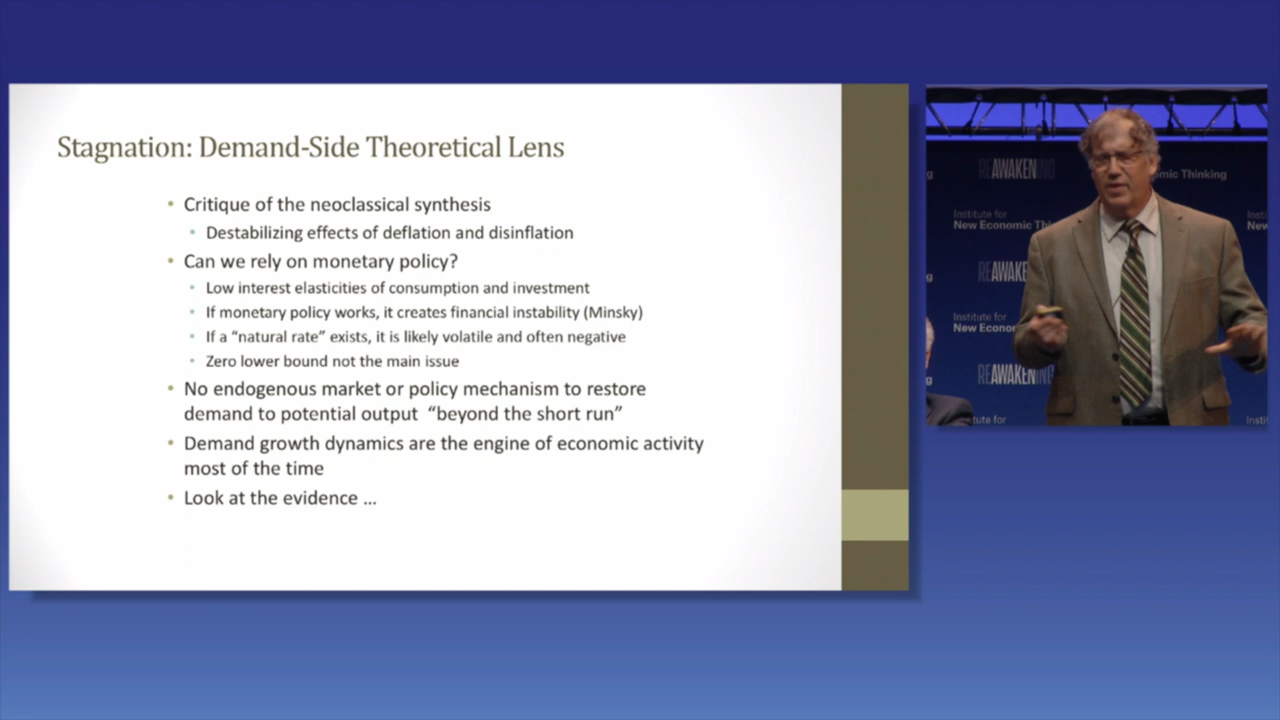 Stagnation: Demand-Side Theoretical Lens
• Critique of the neoclassical synthesis
• Destabilizing effects of deflation and disinflation
• Can we rely on monetary policy?
• Low interest elasticities of consumption and investment
• If monetary policy works, it creates financial instability (Minsky)
• If a “natural rate” exists, it is likely volatile and often negative
• Zero lower bound not the main issue
• No endogenous market or policy mechanism to restore
demand to potential output “beyond the short run”
• Demand growth dynamics are the engine of economic activity
most of the time
• Look at the evidence ...
REAWAKENING
Thinking
Institute for
New Economic
REAWAKE
Institute for
New
REAWAKENING